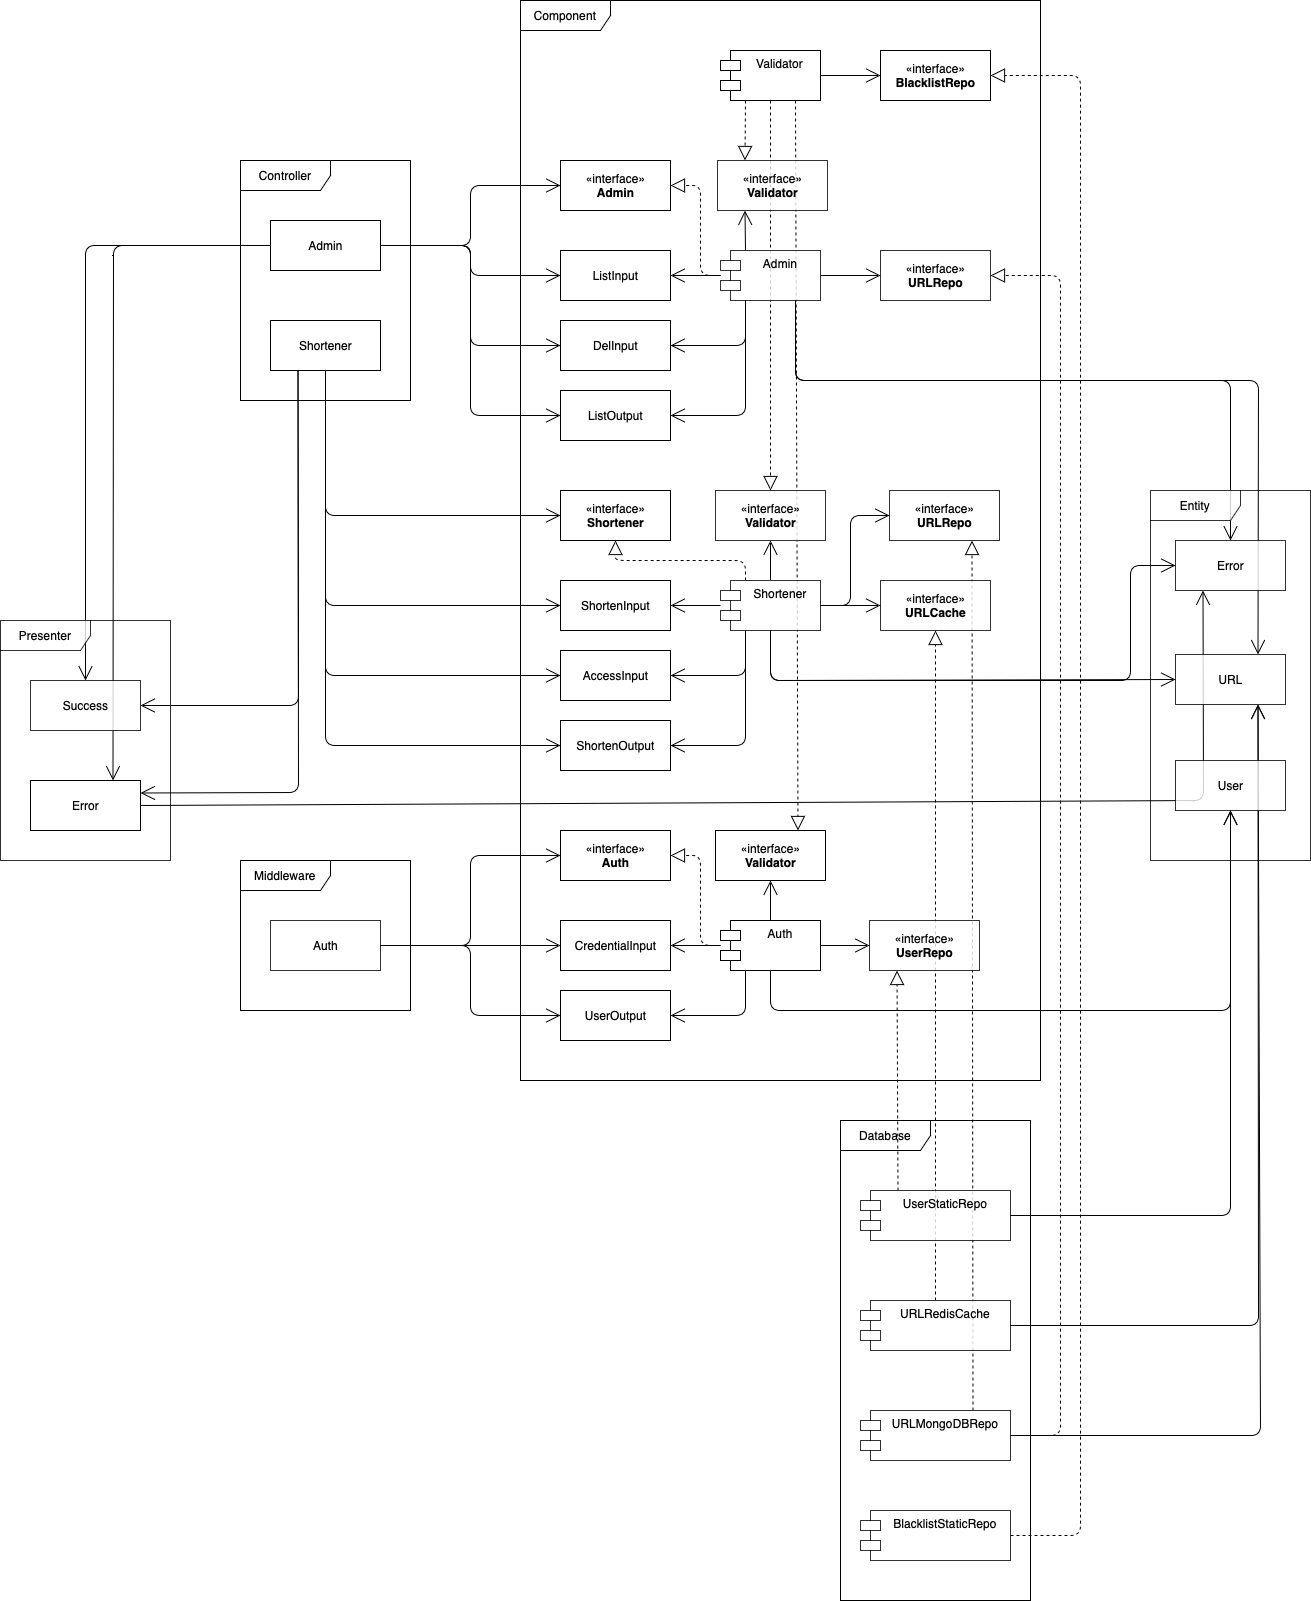 Component
Validator
«interface»
BlacklistRepo
Controller
«interface»
Admin
«interface»
Validator
Admin
ListInput
Admin
«interface»
URLRepo
Shortener
DelInput
ListOutput
«interface»
Shortener
«interface»
Validator
«interface»
URLRepo
Entity
Error
ShortenInput
Shortener
«interface»
URLCache
Presenter
AccessInput
URL
Success
ShortenOutput
User
Error
«interface»
Auth
«interface»
Validator
Middleware
Auth
CredentialInput
Auth
«interface»
UserRepo
UserOutput
Database
UserStaticRepo
URLRedisCache
URLMongoDBRepo
BlacklistStaticRepo